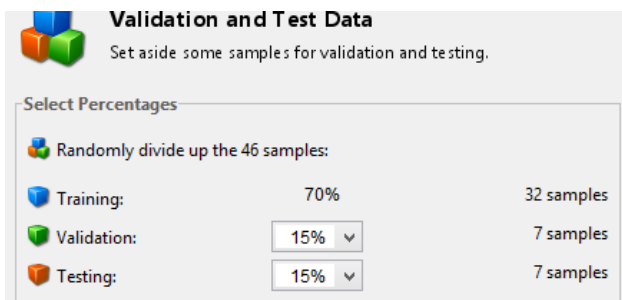 Validation and Test Data
Set aside some samples for validation and testing.
Select Percentages
Randomly divide up the 46 samples:
Training: 70% 32 samples
Validation: 15% 7 samples
Testing: 15% 7 samples